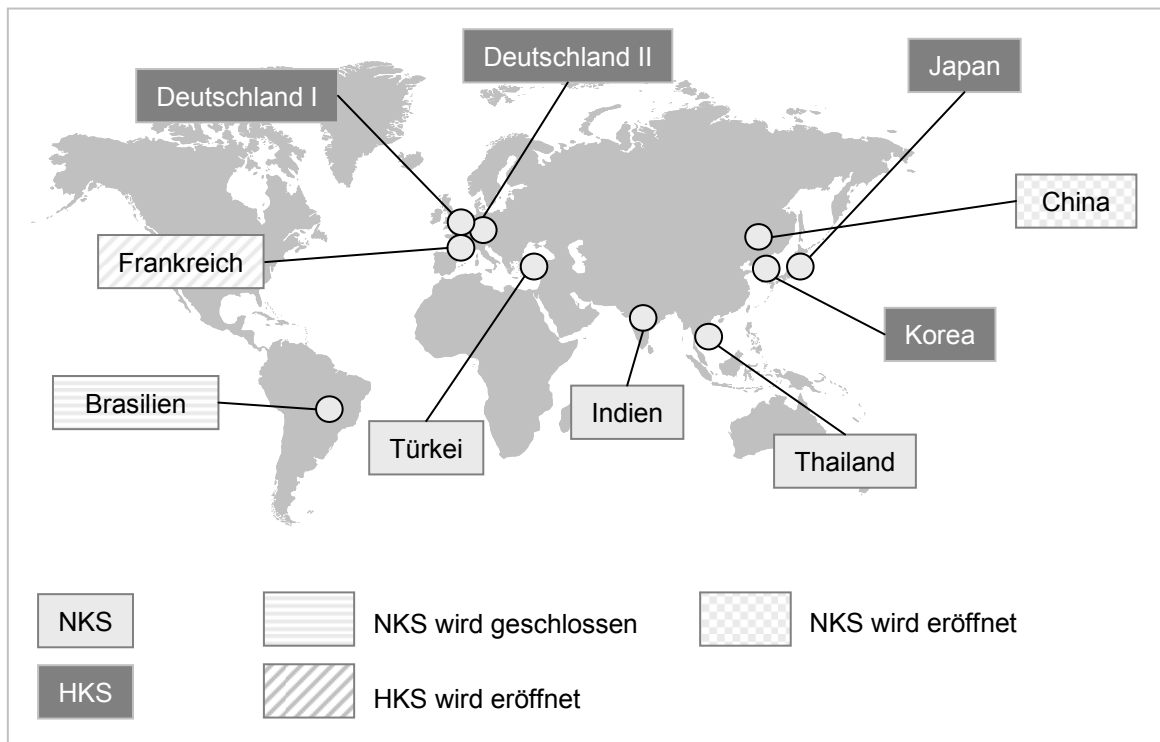 Deutschland II
Deutschland I
Japan
China
Frankreich
Korea
Brasilien
Indien
Türkei
Thailand
NKS
NKS wird geschlossen
NKS wird eröffnet
HKS
HKS wird eröffnet